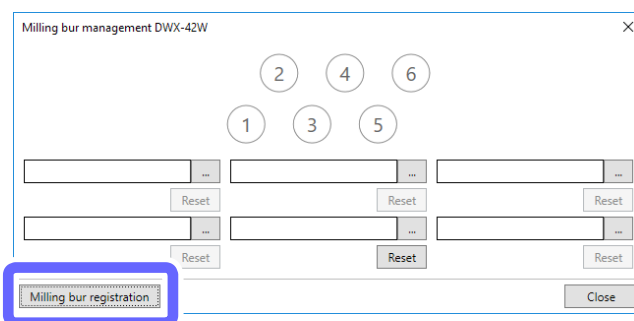 Milling bur management DWX-42W
2 4 6
1 3 5
... ... ...
Reset Reset Reset
... ... ...
Reset Reset Reset
Milling bur registration Close